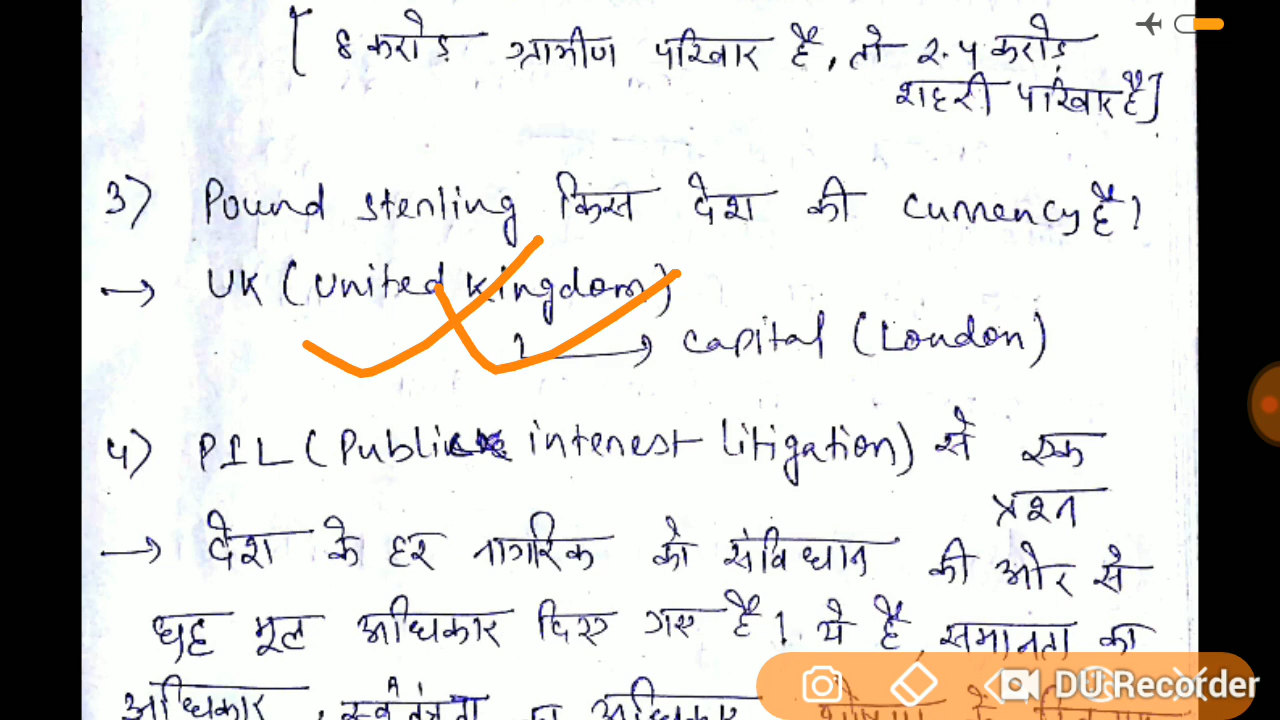 [ 8 करोड़ ग्रामीण परिवार हैं, तो 2.4 करोड़
शहरी परिवार है]
3) Pound sterling किस देश की currency है?
→ UK (United Kingdom)
→ capital (London)
4) PIL (Public interest litigation) से एक
प्रश्न
→ देश के हर नागरिक को संविधान की ओर से
छह मूल अधिकार दिए गए है। ये है, समानता का
अधिकार, स्वतंत्रता का अधिकार
DU Recorder